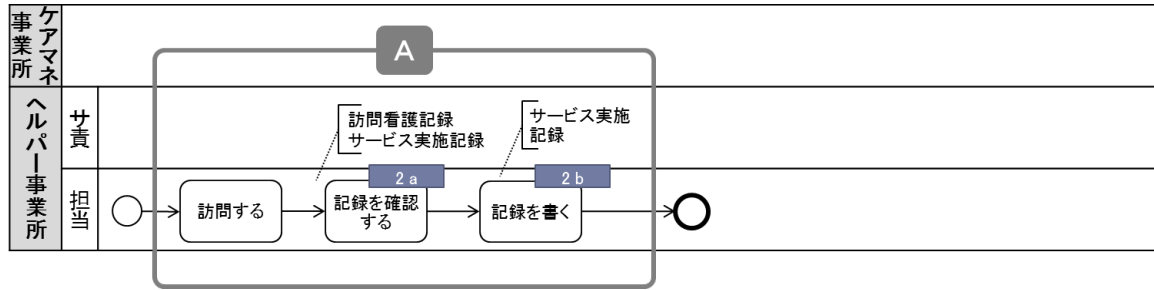 ケアマネ
事業所
A
ヘルパー事業所
サ責
訪問看護記録
サービス実施記録
サービス実施
記録
担当
2a
2b
訪問する
記録を確認
する
記録を書く